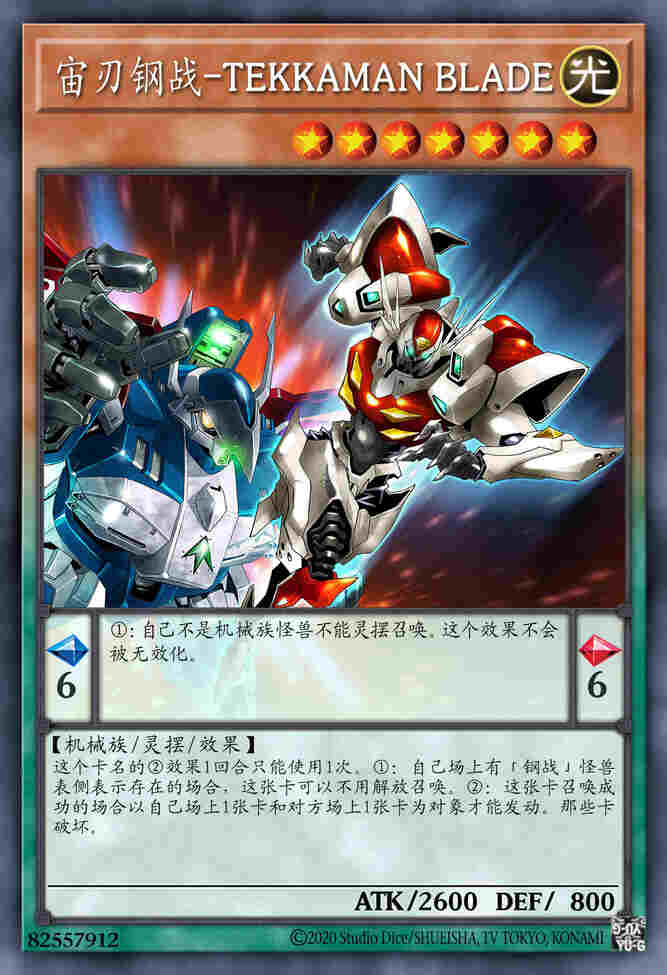 宙刃钢战-TEKKAMAN BLADE
光
①：自己不是机械族怪兽不能灵摆召唤。这个效果不会
被无效化。
6
6
【机械族/灵摆/效果】
这个卡名的②效果1回合只能使用1次。①：自己场上有「钢战」怪兽
表侧表示存在的场合，这张卡可以不用解放召唤。②：这张卡召唤成
功的场合以自己场上1张卡和对方场上1张卡为对象才能发动。那些卡
破坏。
ATK/2600 DEF/ 800
82557912
©2020 Studio Dice/SHUEISHA, TV TOKYO, KONAMI